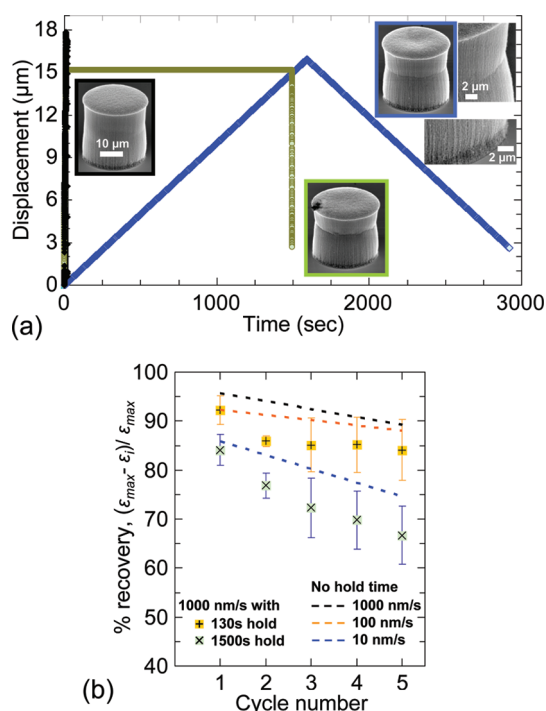 18
15
12
9
6
3
0
Displacement (µm)
10 µm
2 µm
2 µm
0 1000 2000 3000
Time (sec)
(a)
100
90
80
70
60
50
40
% recovery, (εmax- εi)/ εmax
1000 nm/s with
130s hold
1500s hold
No hold time
1000 nm/s
100 nm/s
10 nm/s
1 2 3 4 5
Cycle number
(b)